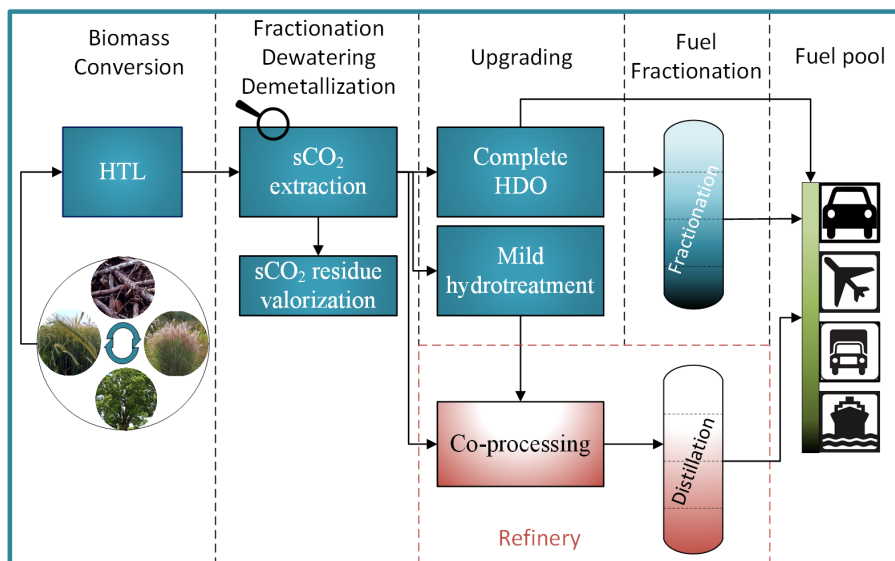 Biomass
Conversion
Fractionation
Dewatering
Demetallization
Upgrading
Fuel
Fractionation
Fuel pool
HTL
sCO₂
extraction
sCO₂ residue
valorization
Complete
HDO
Mild
hydrotreatment
Fractionation
Co-processing
Distillation
Refinery